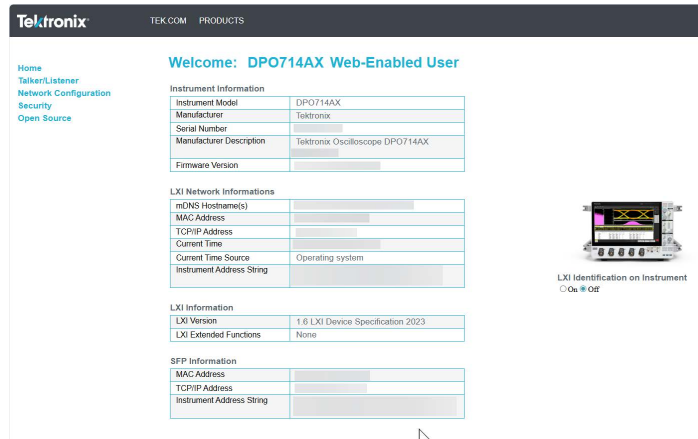 Tektronix
TEK.COM PRODUCTS
Home
Talker/Listener
Network Configuration
Security
Open Source
Welcome: DPO714AX Web-Enabled User
Instrument Information
Instrument Model DPO714AX
Manufacturer Tektronix
Serial Number
Manufacturer Description Tektronix Oscilloscope DPO714AX
Firmware Version
LXI Network Informations
mDNS Hostname(s)
MAC Address
TCP/IP Address
Current Time
Current Time Source Operating system
Instrument Address String
LXI Information
LXI Version 1.6 LXI Device Specification 2023
LXI Extended Functions None
SFP Information
MAC Address
TCP/IP Address
Instrument Address String
LXI Identification on Instrument
On Off